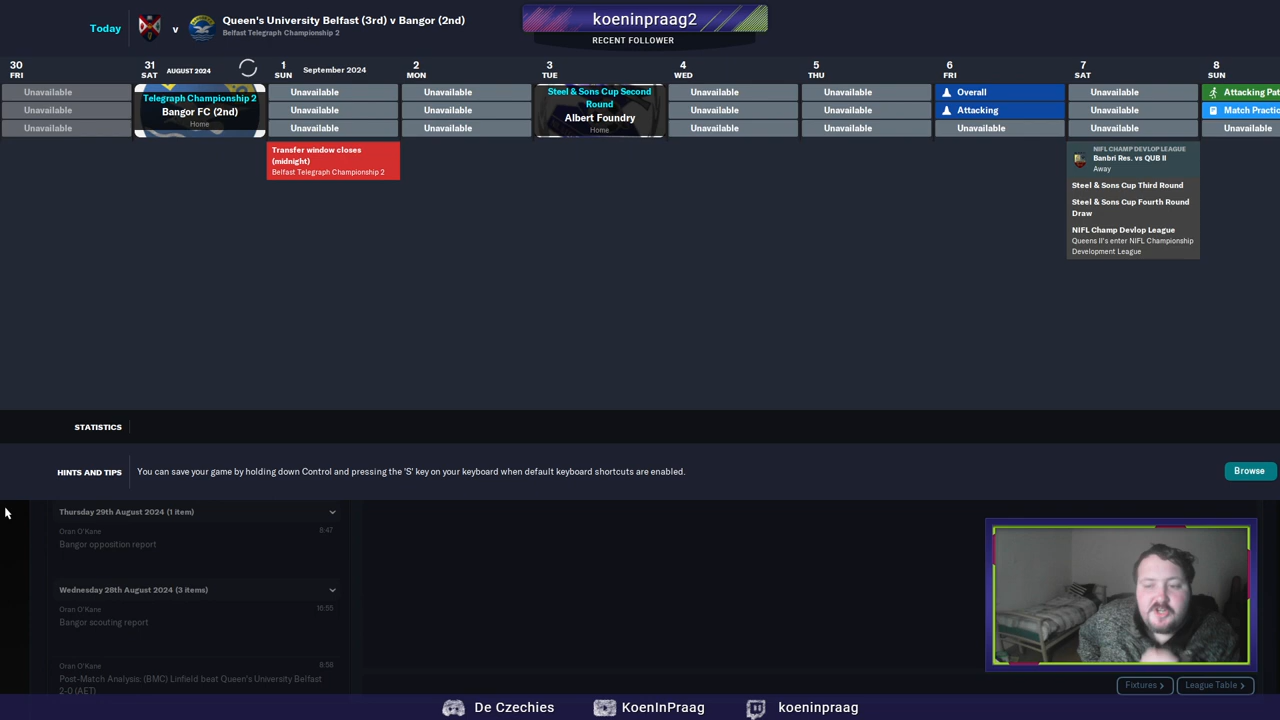 Today
v
Queen's University Belfast (3rd) v Bangor (2nd)
Belfast Telegraph Championship 2
koeninpraag2
RECENT FOLLOWER
30
FRI
31
SAT
AUGUST 2024
1
SUN
September 2024
2
MON
3
TUE
4
WED
5
THU
6
FRI
7
SAT
8
SUN
Unavailable
Unavailable
Unavailable
Telegraph Championship 2
Bangor FC (2nd)
Home
Unavailable
Unavailable
Unavailable
Transfer window closes
(midnight)
Belfast Telegraph Championship 2
Unavailable
Unavailable
Unavailable
Steel & Sons Cup Second
Round
Albert Foundry
Home
Unavailable
Unavailable
Unavailable
Unavailable
Unavailable
Unavailable
Overall
Attacking
Unavailable
Unavailable
Unavailable
Unavailable
NIFL CHAMP DEVLOP LEAGUE
Banbri Res. vs QUB II
Away
Steel & Sons Cup Third Round
Steel & Sons Cup Fourth Round
Draw
NIFL Champ Devlop League
Queens II's enter NIFL Championship
Development League
Attacking Pat
Match Practic
Unavailable
STATISTICS
HINTS AND TIPS
You can save your game by holding down Control and pressing the 'S' key on your keyboard when default keyboard shortcuts are enabled.
Browse
Thursday 29th August 2024 (1 item)
Oran O'Kane
8:47
Bangor opposition report
Wednesday 28th August 2024 (3 items)
Oran O'Kane
18:55
Bangor scouting report
Oran O'Kane
8:58
Post-Match Analysis: (BMC) Linfield beat Queen's University Belfast
2-0 (AET)
Fixtures >
League Table >
De Czechies
KoenInPraag
koeninpraag